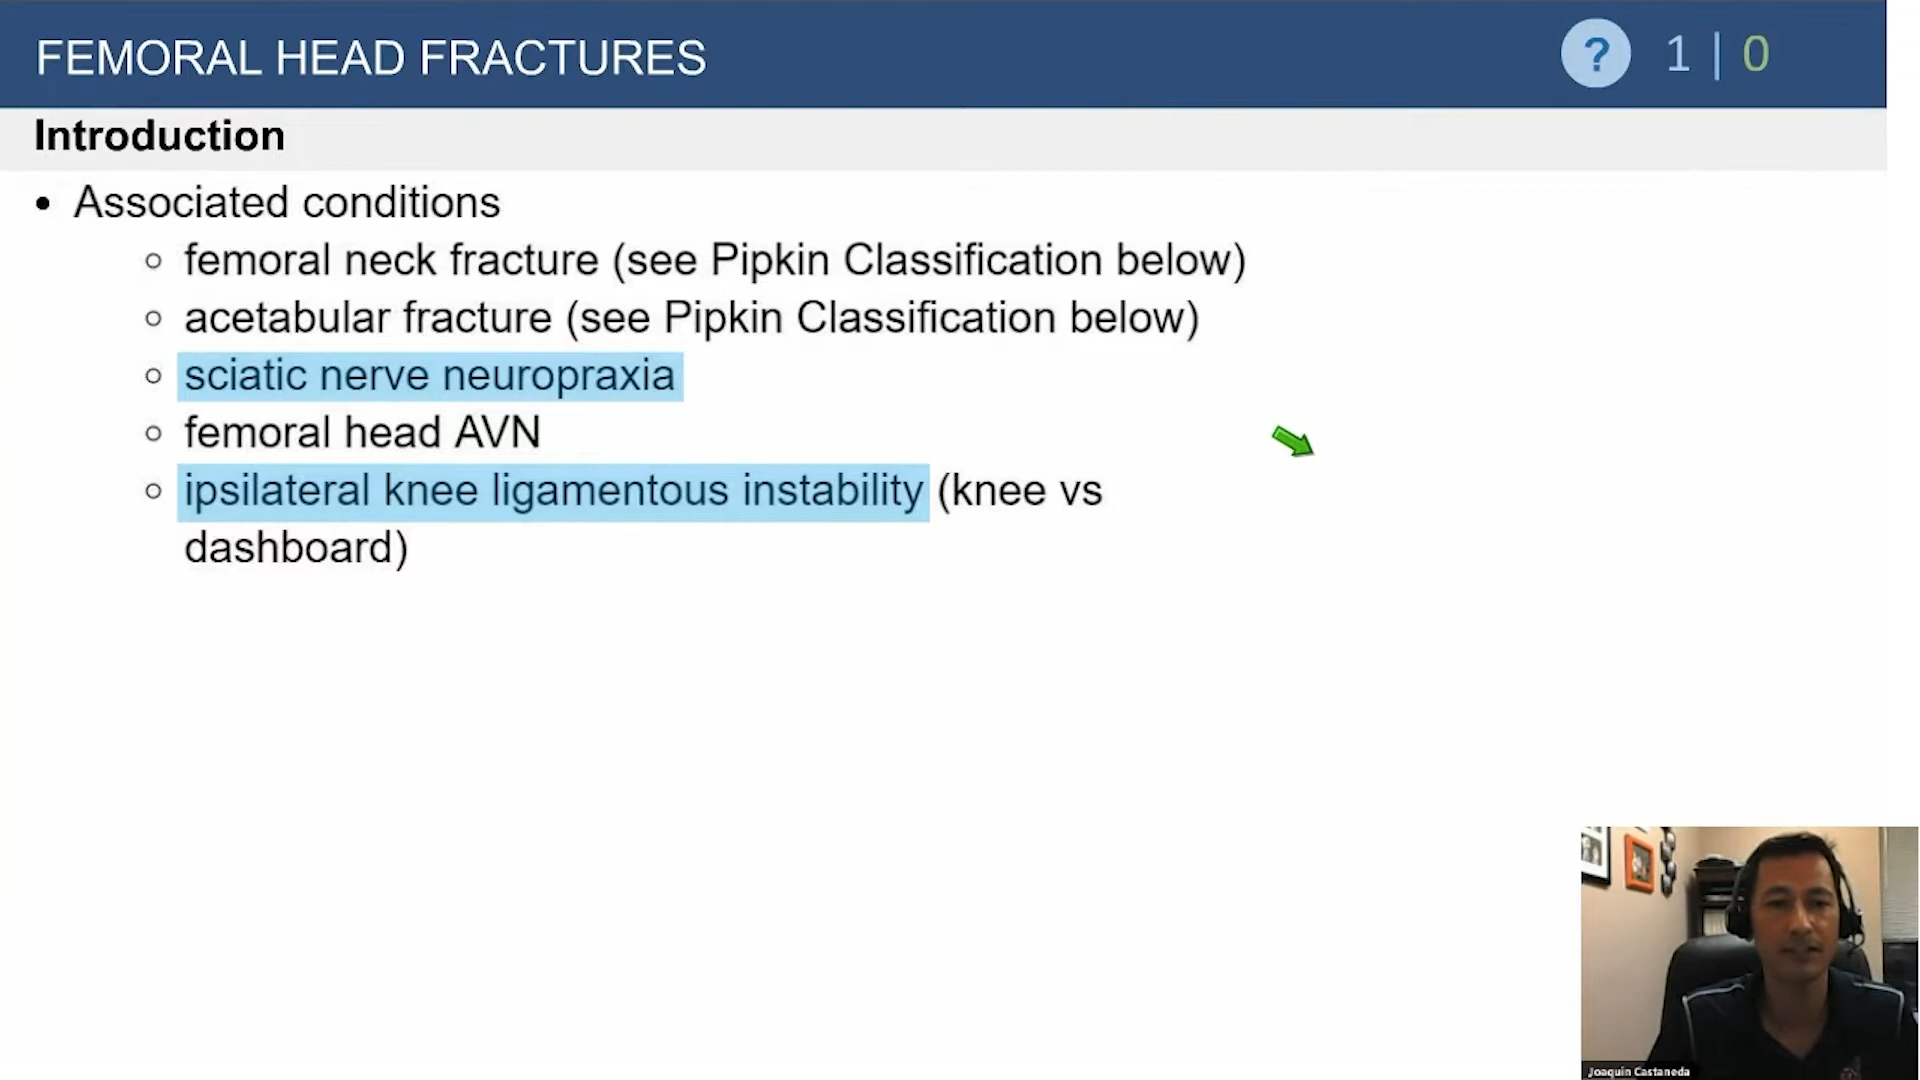 FEMORAL HEAD FRACTURES
? 1 | 0
Introduction
• Associated conditions
○ femoral neck fracture (see Pipkin Classification below)
○ acetabular fracture (see Pipkin Classification below)
○ sciatic nerve neuropraxia
○ femoral head AVN
○ ipsilateral knee ligamentous instability (knee vs
dashboard)
Joaquin Castaneda